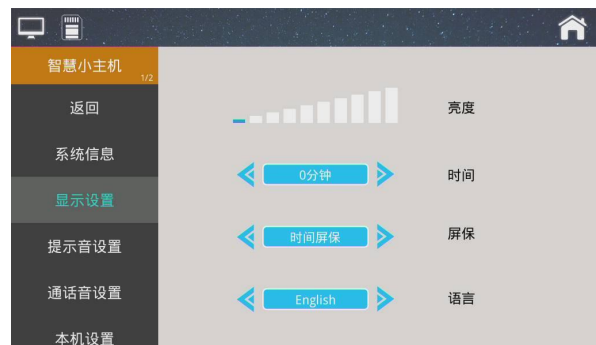 智慧小主机
1/2
返回
系统信息
显示设置
提示音设置
通话音设置
本机设置
亮度
0分钟
时间
时间屏保
屏保
English
语言